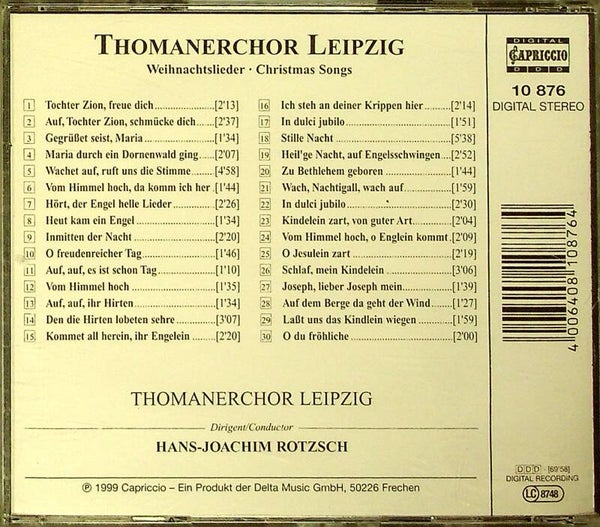 THOMANERCHOR LEIPZIG
Weihnachtslieder · Christmas Songs
1 Tochter Zion, freue dich....................[2'13]
2 Auf, Tochter Zion, schmücke dich......[2'37]
3 Gegrüßet seist, Maria.......................[1'34]
4 Maria durch ein Dornenwald ging.....[2'07]
5 Wachet auf, ruft uns die Stimme........[4'58]
6 Vom Himmel hoch, da komm ich her .[1'44]
7 Hört, der Engel helle Lieder..............[2'26]
8 Heut kam ein Engel..........................[1'34]
9 Inmitten der Nacht...........................[2'20]
10 O freudenreicher Tag.......................[1'46]
11 Auf, auf, es ist schon Tag.................[1'10]
12 Vom Himmel hoch...........................[1'35]
13 Auf, auf, ihr Hirten..........................[1'34]
14 Den die Hirten lobeten sehre............[3'07]
15 Kommet all herein, ihr Engelein.......[2'20]
16 Ich steh an deiner Krippen hier........[2'14]
17 In dulci jubilo..................................[1'51]
18 Stille Nacht.....................................[5'38]
19 Heil'ge Nacht, auf Engelsschwingen....[2'52]
20 Zu Bethlehem geboren....................[1'44]
21 Wach, Nachtigall, wach auf.............[1'59]
22 In dulci jubilo..................................[2'30]
23 Kindelein zart, von guter Art...........[2'04]
24 Vom Himmel hoch, o Englein kommt.[2'09]
25 O Jesulein zart................................[2'19]
26 Schlaf, mein Kindelein....................[3'06]
27 Joseph, lieber Joseph mein..............[1'39]
28 Auf dem Berge da geht der Wind.....[1'27]
29 Laßt uns das Kindlein wiegen..........[1'59]
30 O du fröhliche.................................[2'00]
THOMANERCHOR LEIPZIG
Dirigent/Conductor
HANS-JOACHIM ROTZSCH
℗ 1999 Capriccio – Ein Produkt der Delta Music GmbH, 50226 Frechen
DIGITAL
CAPRICCIO
D D D
10 876
DIGITAL STEREO
4 006408 108764
DDD [69'58]
DIGITAL RECORDING
LC 8748